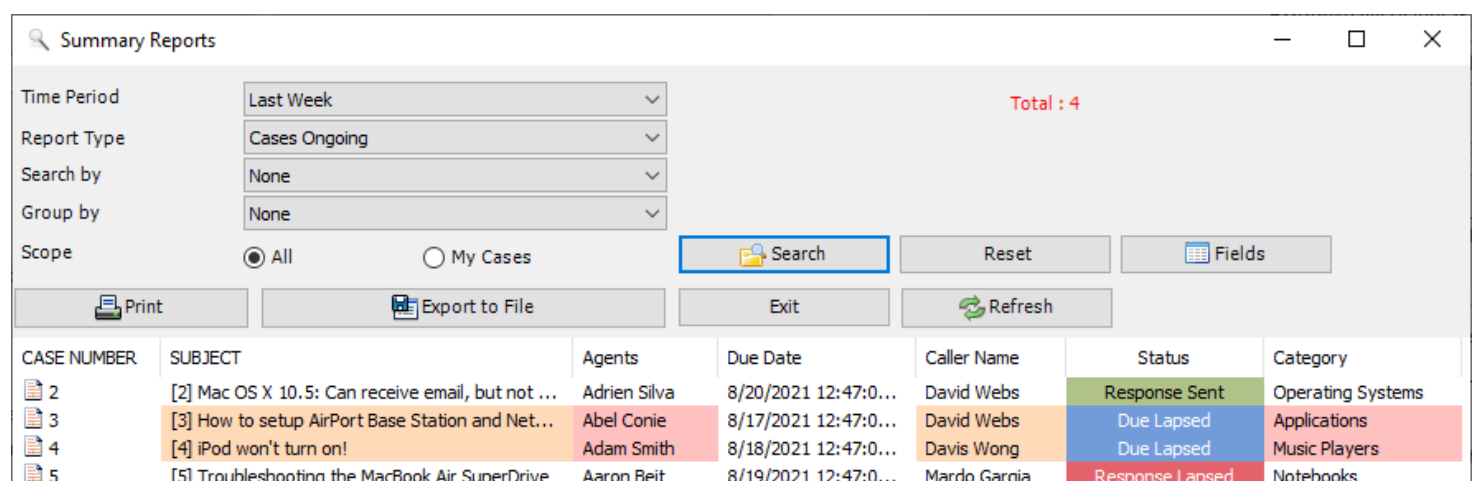 Summary Reports
Time Period Last Week Total : 4
Report Type Cases Ongoing
Search by None
Group by None
Scope All My Cases Search Reset Fields
Print Export to File Exit Refresh
CASE NUMBER SUBJECT Agents Due Date Caller Name Status Category
2 [2] Mac OS X 10.5: Can receive email, but not ... Adrien Silva 8/20/2021 12:47:0... David Webs Response Sent Operating Systems
3 [3] How to setup AirPort Base Station and Net... Abel Conie 8/17/2021 12:47:0... David Webs Due Lapsed Applications
4 [4] iPod won't turn on! Adam Smith 8/18/2021 12:47:0... Davis Wong Due Lapsed Music Players
5 [5] Troubleshooting the MacBook Air SuperDrive Aaron Beit 8/19/2021 12:47:0... Mardo Gargia Response Lapsed Notebooks